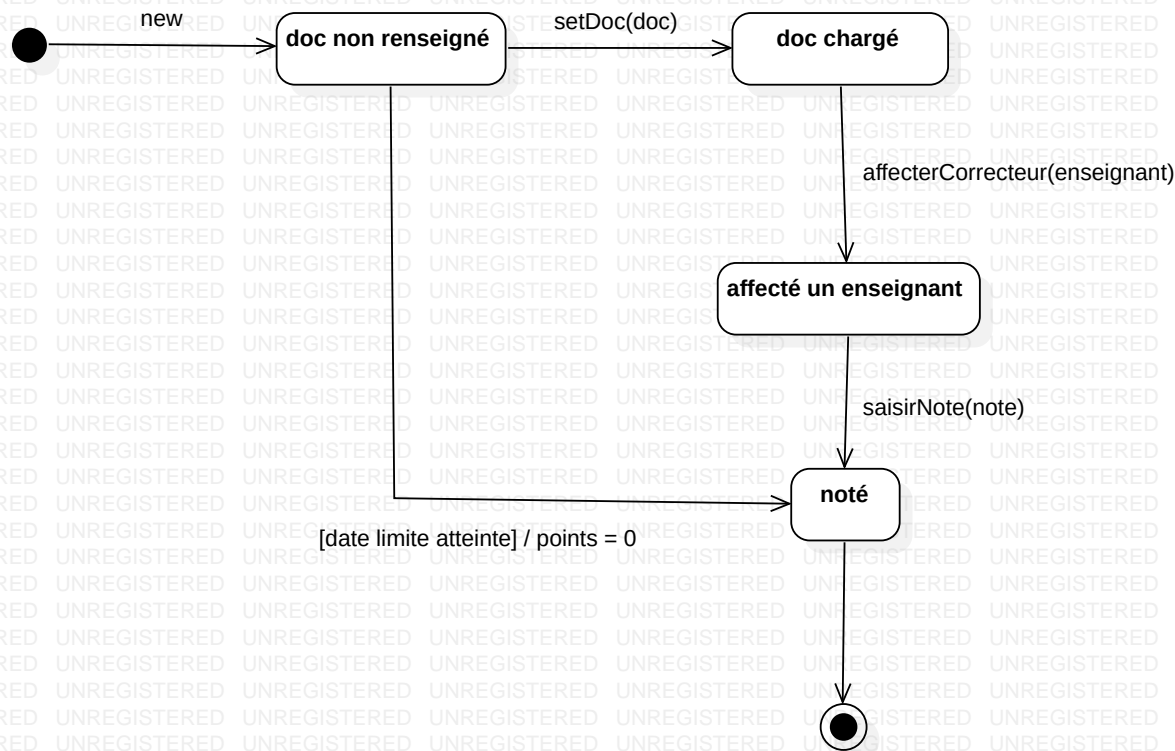 new
doc non renseigné
setDoc(doc)
doc chargé
affecterCorrecteur(enseignant)
affecté un enseignant
saisirNote(note)
noté
[date limite atteinte] / points = 0